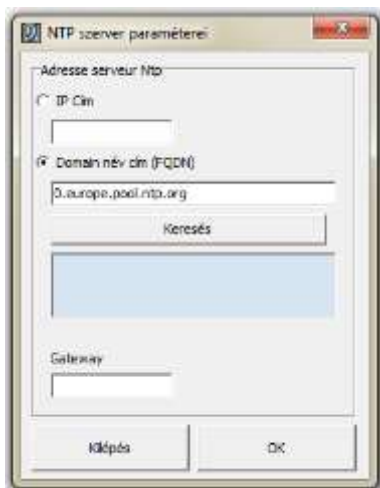 NTP szerver paraméterei
Adresse serveur Ntp
IP Cím
Domain név cím (FQDN)
0.europe.pool.ntp.org
Keresés
Gateway
Kilépés
OK